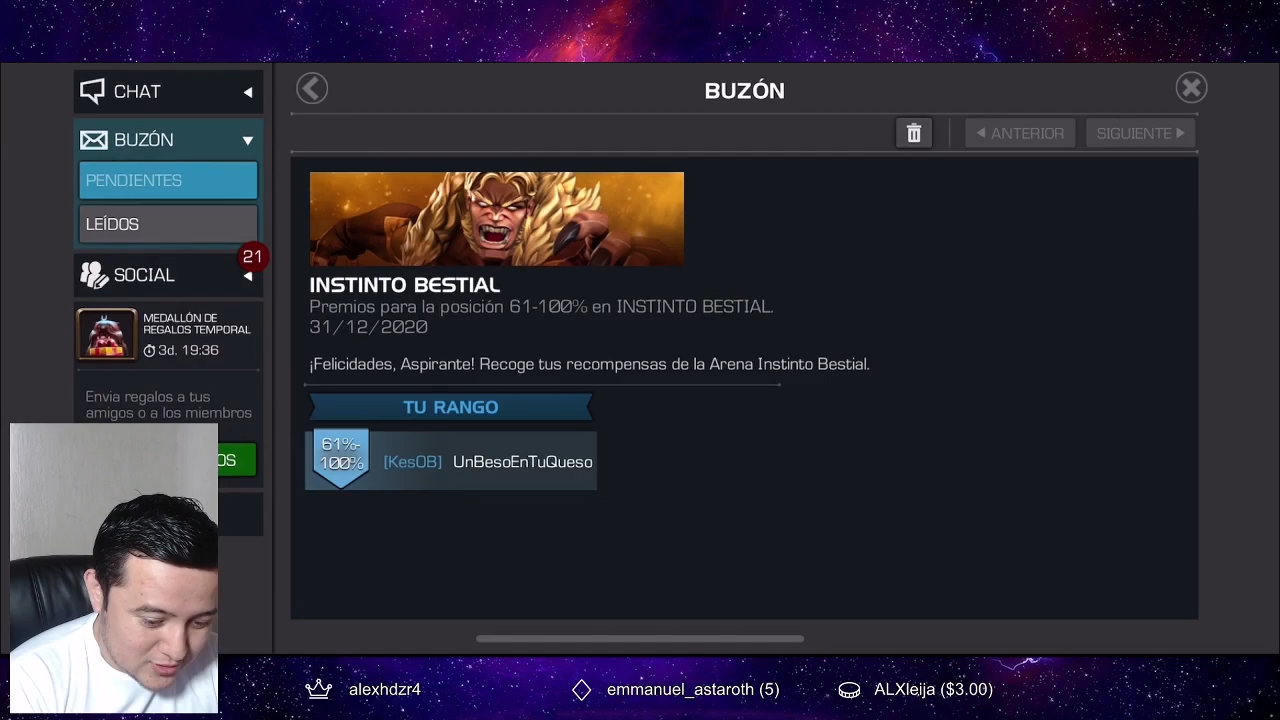 CHAT
BUZÓN
PENDIENTES
LEÍDOS
21
SOCIAL
MEDALLÓN DE
REGALOS TEMPORAL
3d. 19:36
Envia regalos a tus
amigos o a los miembros
OS
BUZÓN
ANTERIOR
SIGUIENTE
INSTINTO BESTIAL
Premios para la posición 61-100% en INSTINTO BESTIAL.
31/12/2020
¡Felicidades, Aspirante! Recoge tus recompensas de la Arena Instinto Bestial.
TU RANGO
61%-
100%
[KesOB] UnBesoEnTuQueso
alexhdzr4
emmanuel_astaroth (5)
ALXleija ($3.00)